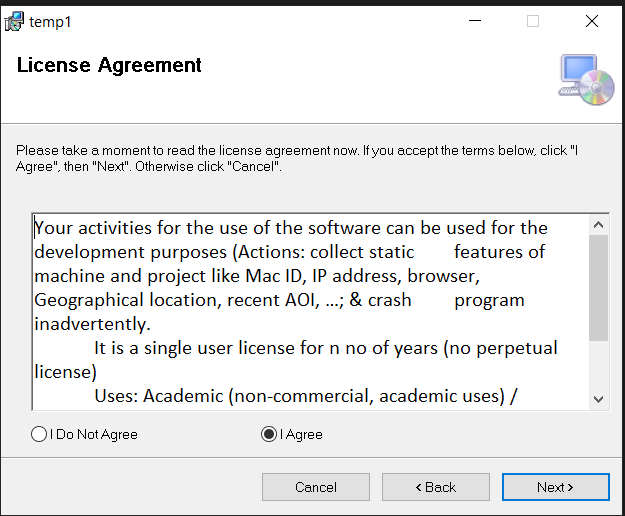 temp1
License Agreement
Please take a moment to read the license agreement now. If you accept the terms below, click "I
Agree", then "Next". Otherwise click "Cancel".
Your activities for the use of the software can be used for the
development purposes (Actions: collect static features of
machine and project like Mac ID, IP address, browser,
Geographical location, recent AOI, ...; & crash program
inadvertently.
It is a single user license for n no of years (no perpetual
license)
Uses: Academic (non-commercial, academic uses) /
I Do Not Agree I Agree
Cancel < Back Next >